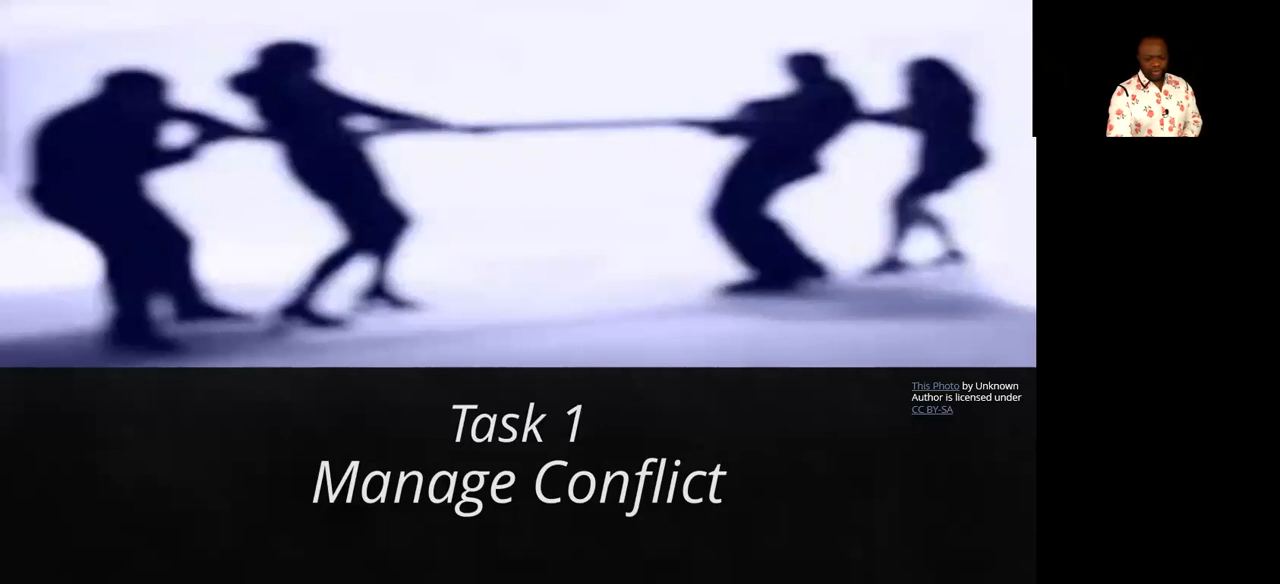 Task 1
Manage Conflict
This Photo by Unknown
Author is licensed under
CC BY-SA